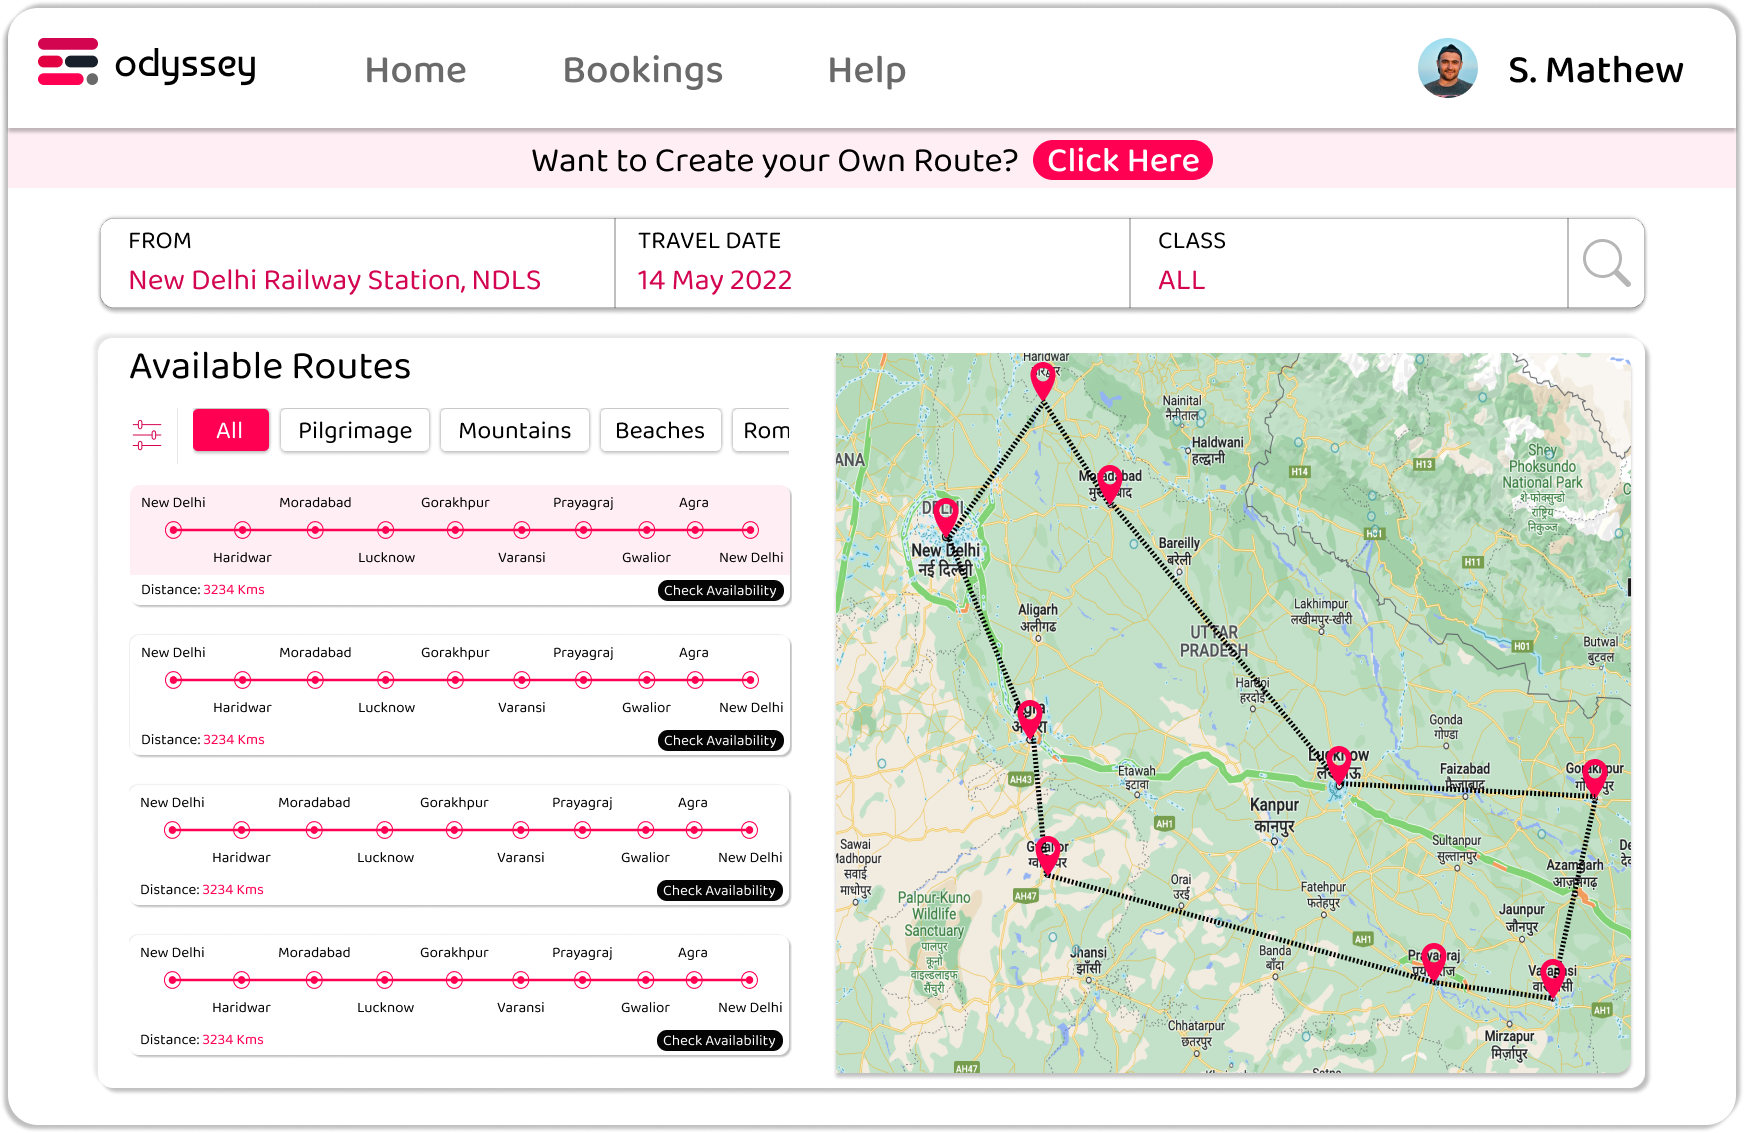 odyssey
Home
Bookings
Help
S. Mathew
Want to Create your Own Route?
Click Here
FROM
New Delhi Railway Station, NDLS
TRAVEL DATE
14 May 2022
CLASS
ALL
Available Routes
All
Pilgrimage
Mountains
Beaches
Rom
New Delhi Moradabad Gorakhpur Prayagraj Agra
Haridwar Lucknow Varansi Gwalior New Delhi
Distance: 3234 Kms
Check Availability
New Delhi Moradabad Gorakhpur Prayagraj Agra
Haridwar Lucknow Varansi Gwalior New Delhi
Distance: 3234 Kms
Check Availability
New Delhi Moradabad Gorakhpur Prayagraj Agra
Haridwar Lucknow Varansi Gwalior New Delhi
Distance: 3234 Kms
Check Availability
New Delhi Moradabad Gorakhpur Prayagraj Agra
Haridwar Lucknow Varansi Gwalior New Delhi
Distance: 3234 Kms
Check Availability
Haridwar
Nainital
नैनीताल
Haldwani
हल्द्वानी
ANA
H14
H13
Shey
Phoksundo
National Park
शे-फोक्सुन्डो
राष्ट्रिय
निकुञ्ज
New Delhi
नई दिल्ली
Bareilly
बरेली
H11
Aligarh
अलीगढ
Lakhimpur
लखीमपुर-खीरी
UTTAR
PRADESH
H01
Butwal
बुटवल
Hardoi
हरदोई
Gonda
गोण्डा
AH43
Etawah
इटावा
Faizabad
फ़ैज़ाबाद
Kanpur
कानपुर
AH1
Sawai
Madhopur
सवाई
माधोपुर
Sultanpur
सुल्तानपुर
Azamgarh
आज़मगढ़
AH47
Palpur-Kuno
Wildlife
Sanctuary
पालपुर
कूनो
वाइल्डलाइफ
सैंचुरी
Orai
उरई
Fatehpur
फतेहपुर
Jaunpur
जौनपुर
AH1
Jhansi
झाँसी
Banda
बाँदा
AH1
Chhatarpur
छतरपुर
Mirzapur
मिर्ज़ापुर
AH47